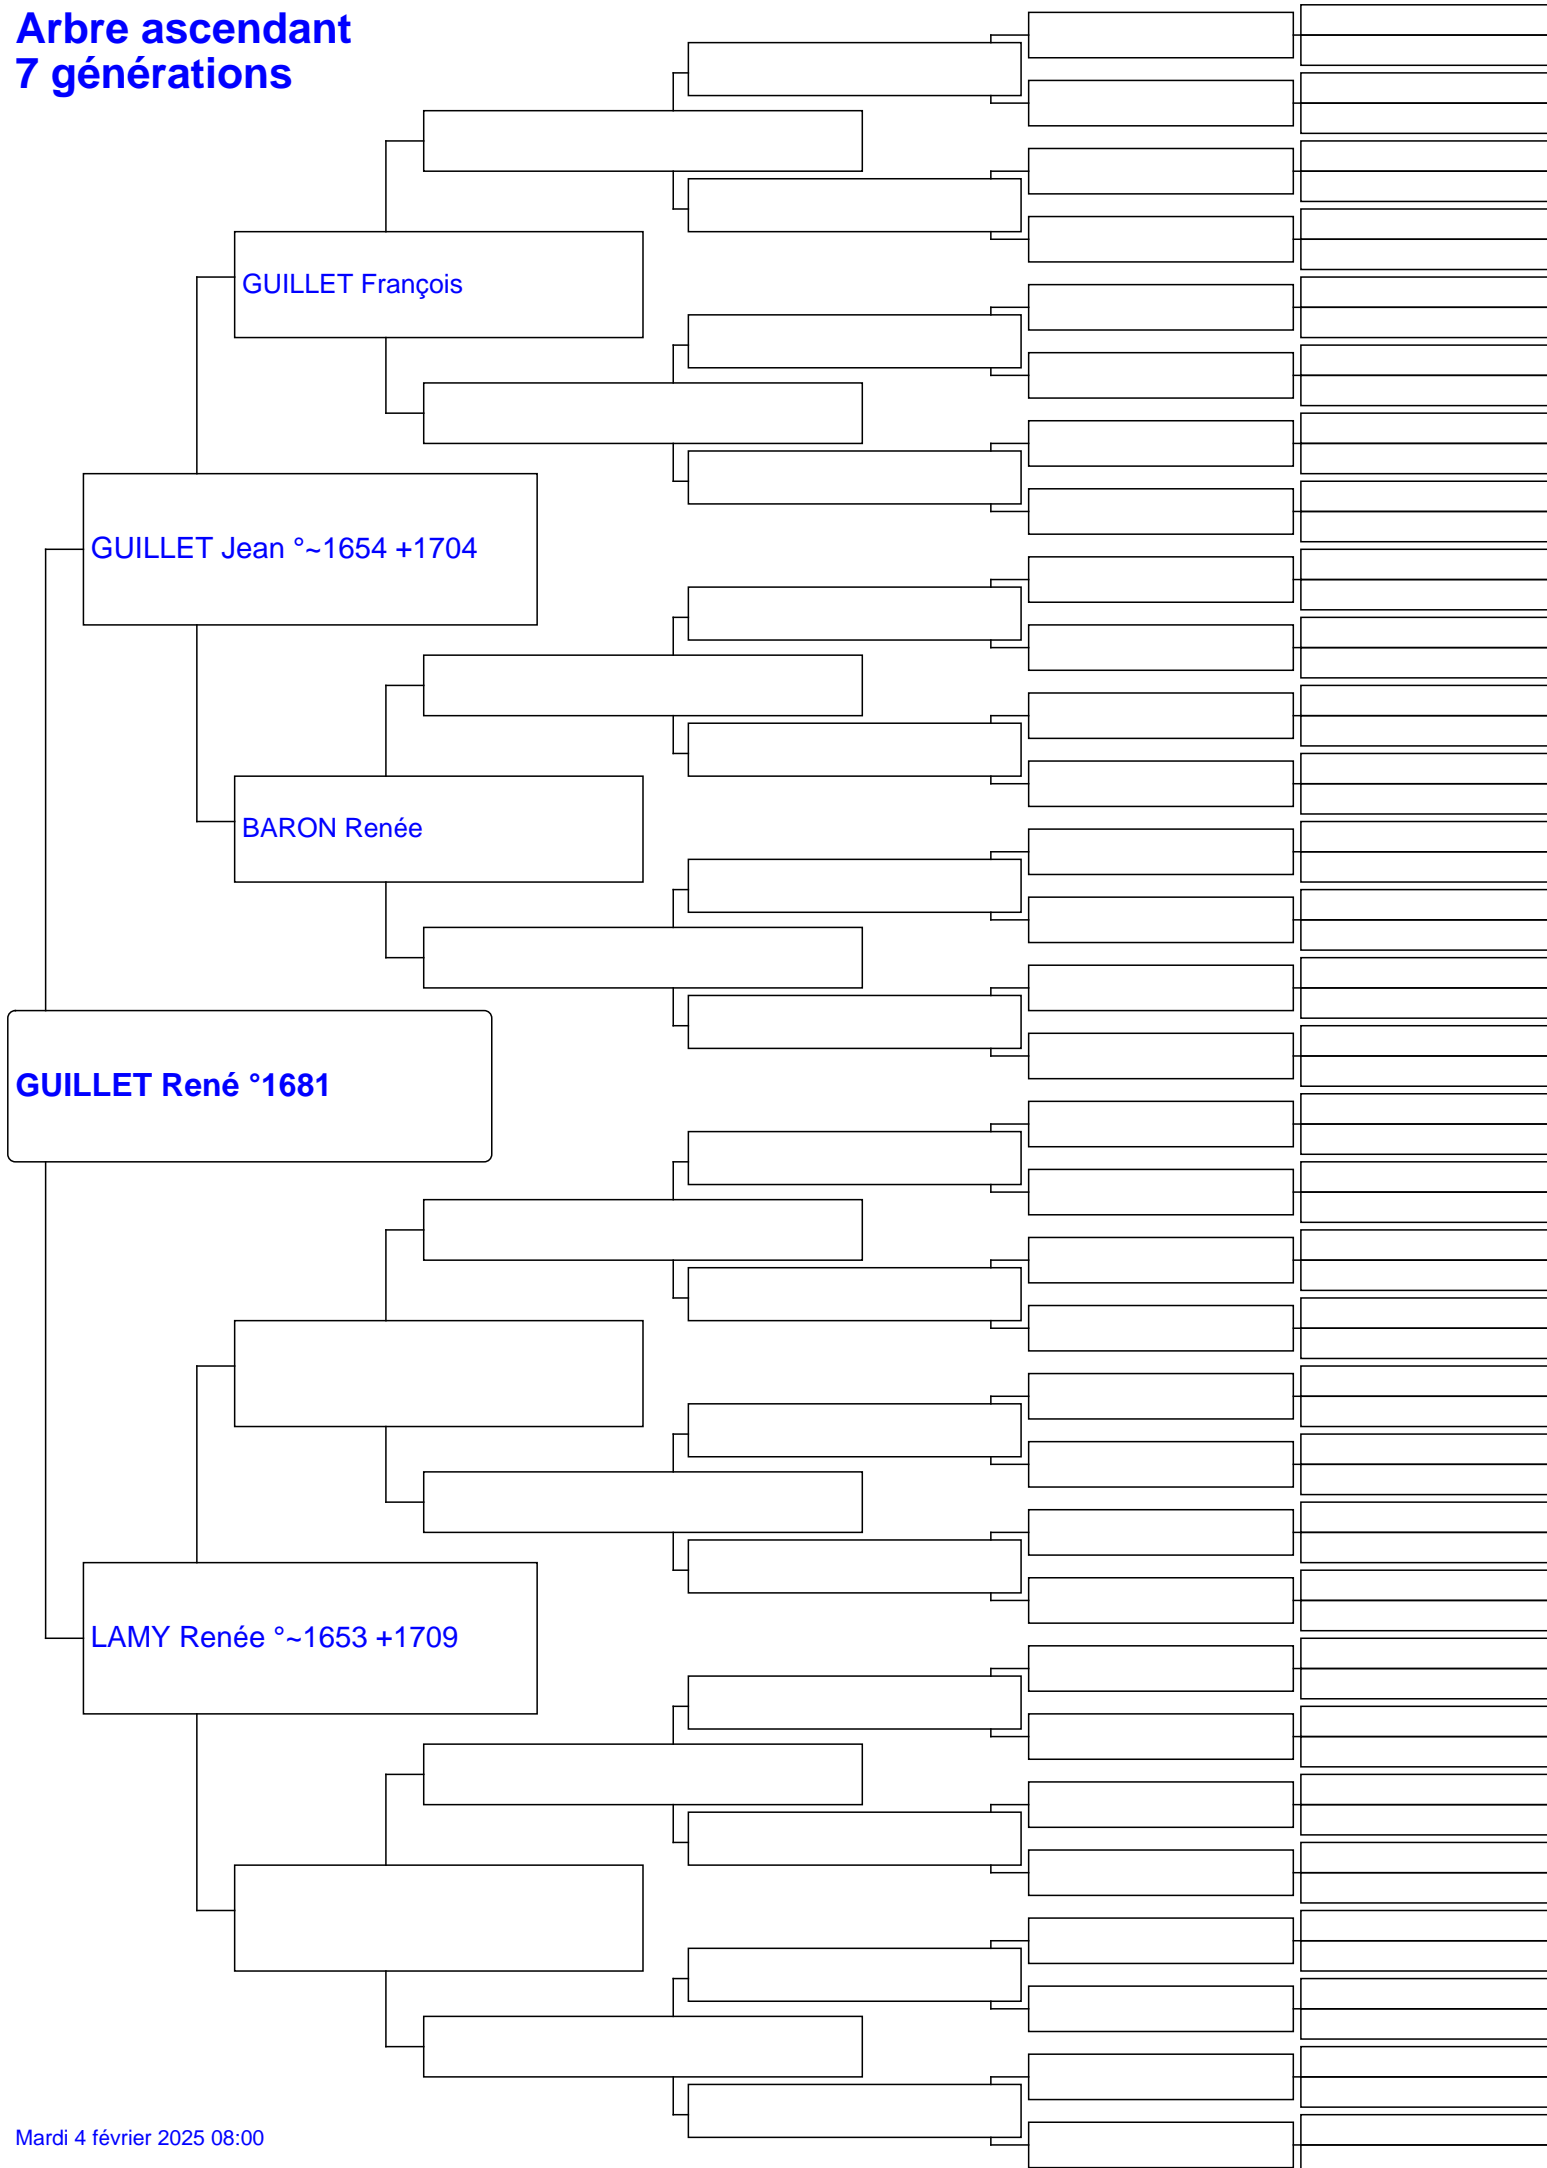 Arbre ascendant
7 générations
GUILLET François
GUILLET Jean °~1654 +1704
BARON Renée
GUILLET René °1681
LAMY Renée °~1653 +1709
Mardi 4 février 2025 08:00